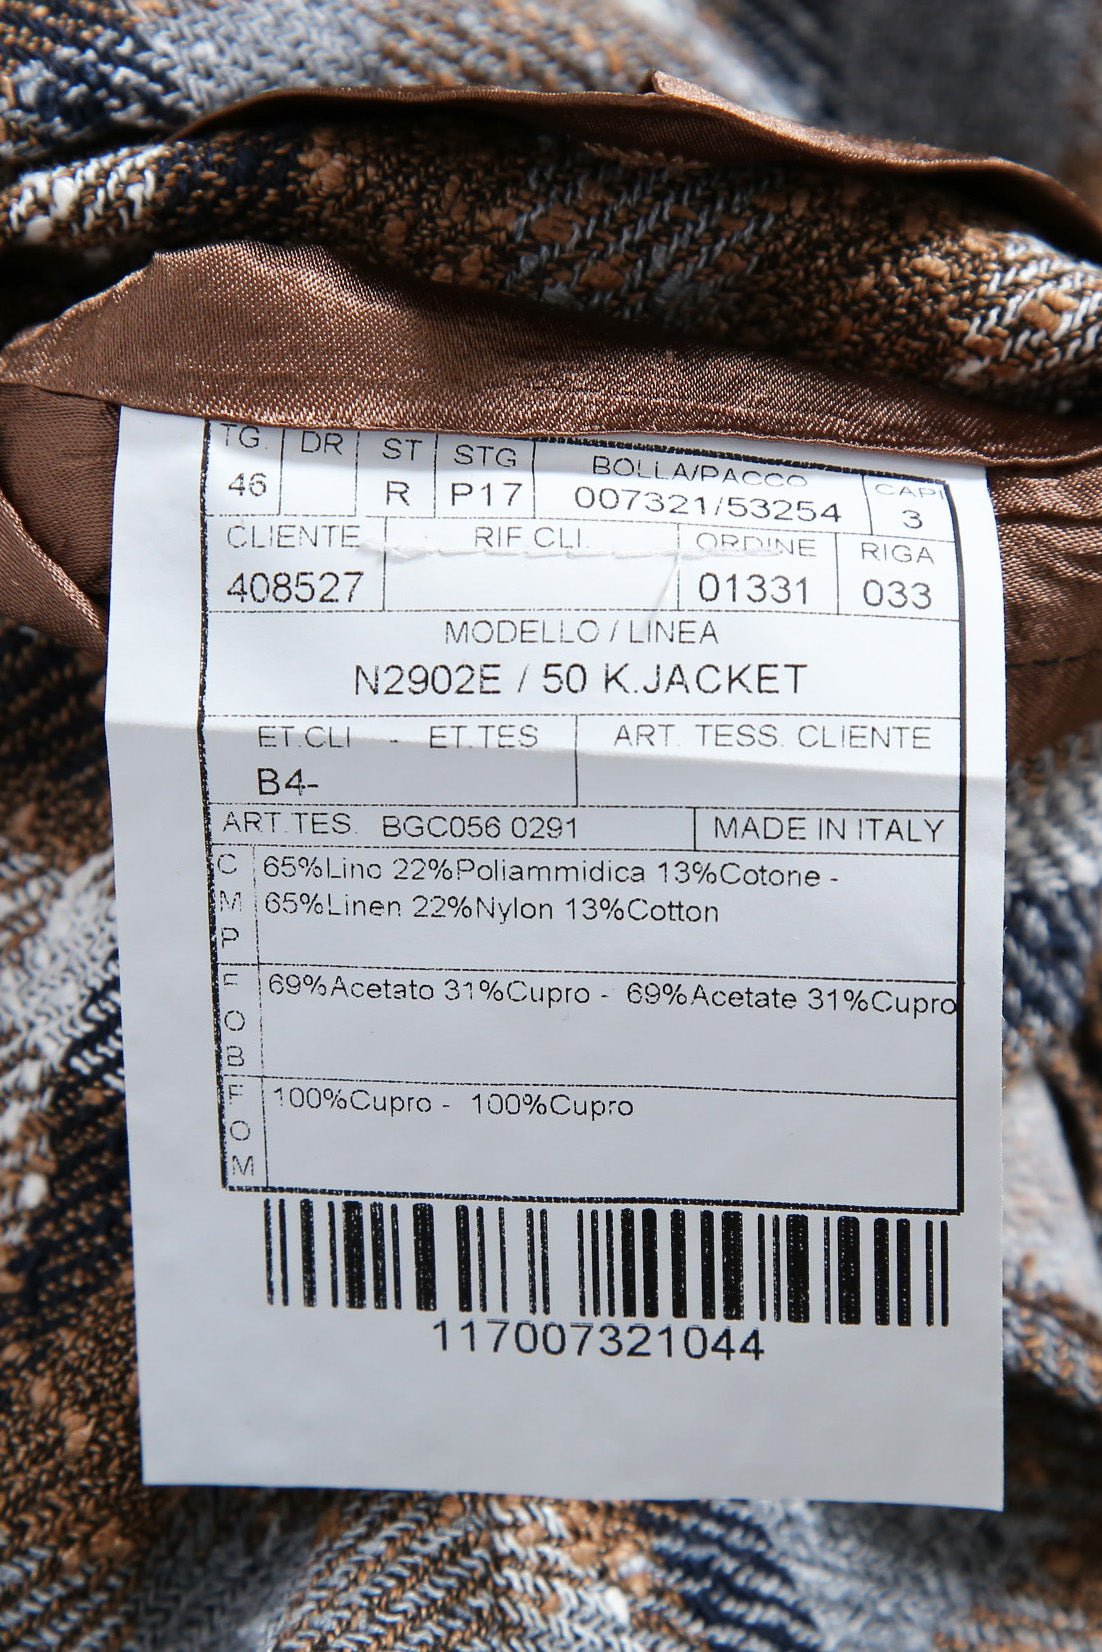 TG. DR ST STG BOLLA/PACCO CAPI
46 R P17 007321/53254 3
CLIENTE RIF CLI. ORDINE RIGA
408527 01331 033
MODELLO / LINEA
N2902E / 50 K.JACKET
ET.CLI - ET.TES ART. TESS. CLIENTE
B4-
ART.TES. BGC056 0291 MADE IN ITALY
CMP 65%Lino 22%Poliammidica 13%Cotone -
65%Linen 22%Nylon 13%Cotton
FOB 69%Acetato 31%Cupro - 69%Acetate 31%Cupro
FOM 100%Cupro - 100%Cupro
117007321044